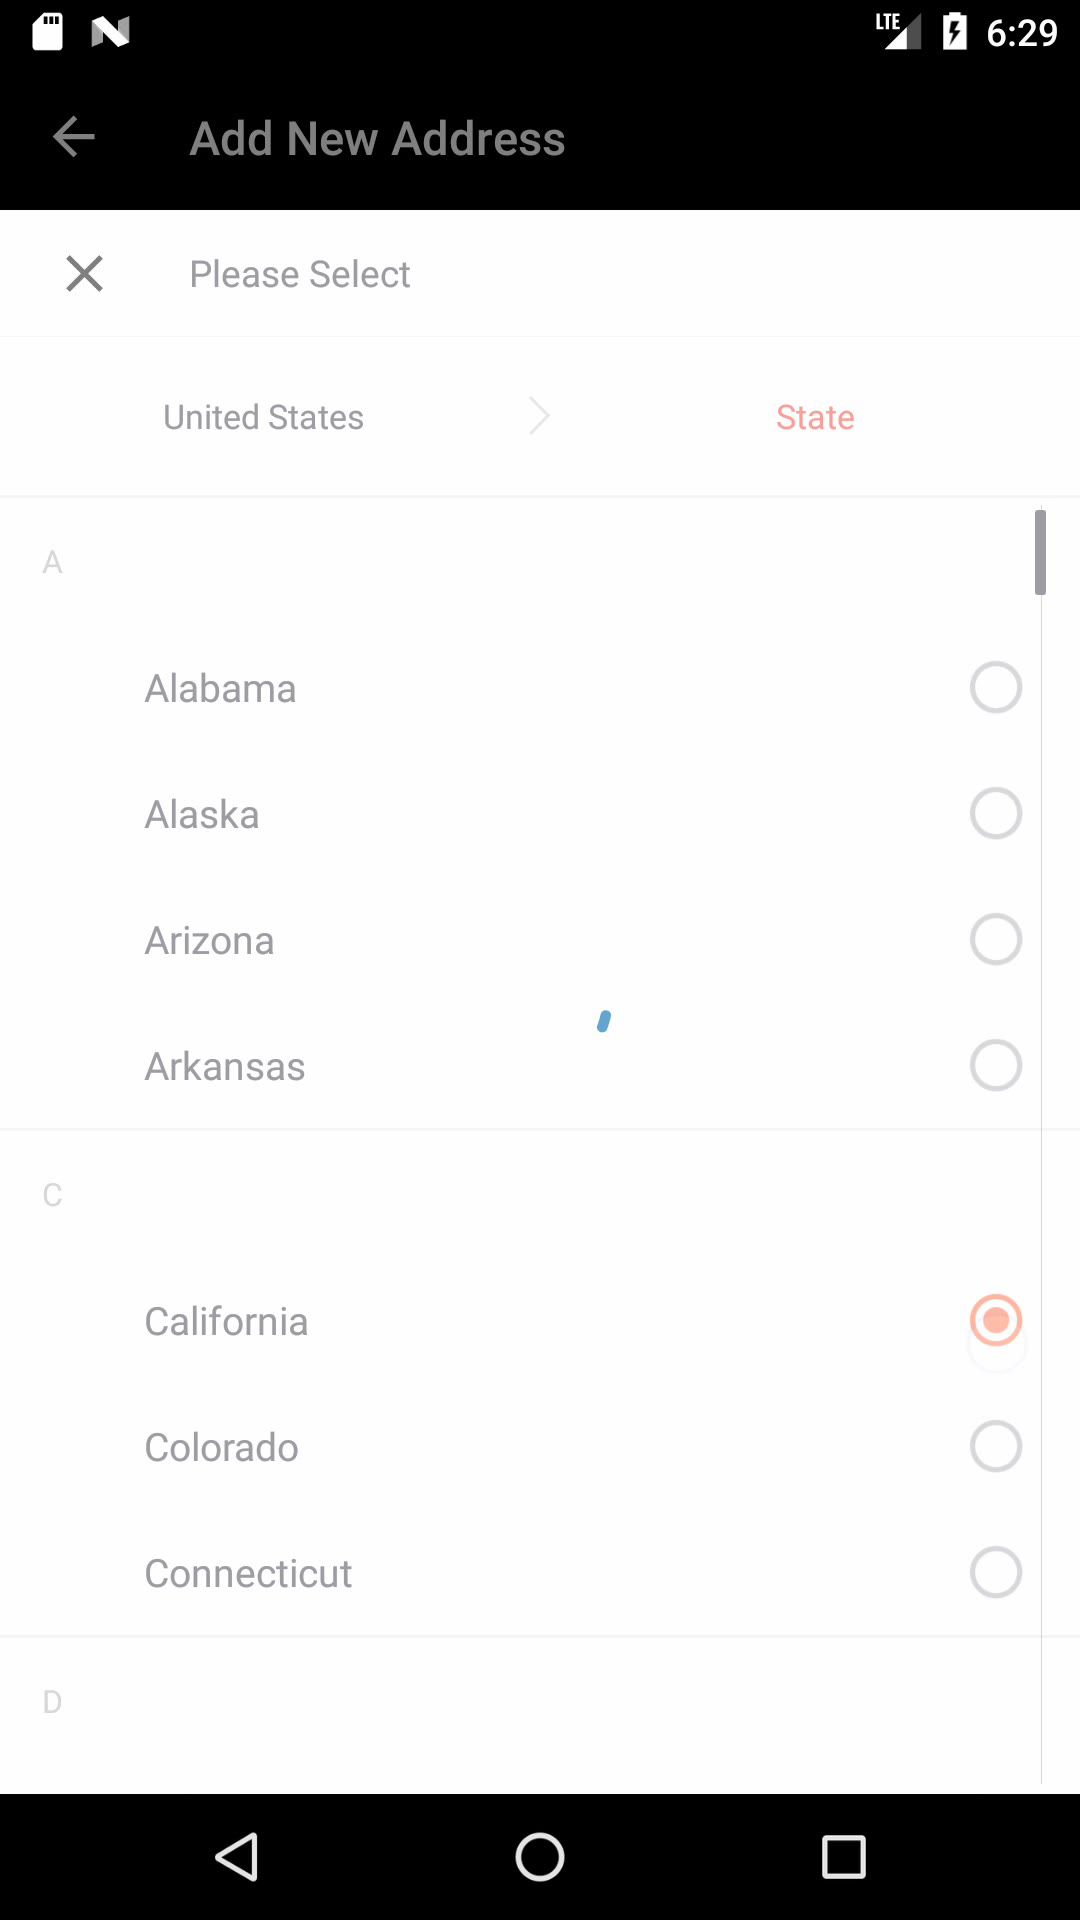 LTE 6:29
Add New Address
Please Select
United States State
A
Alabama
Alaska
Arizona
Arkansas
C
California
Colorado
Connecticut
D